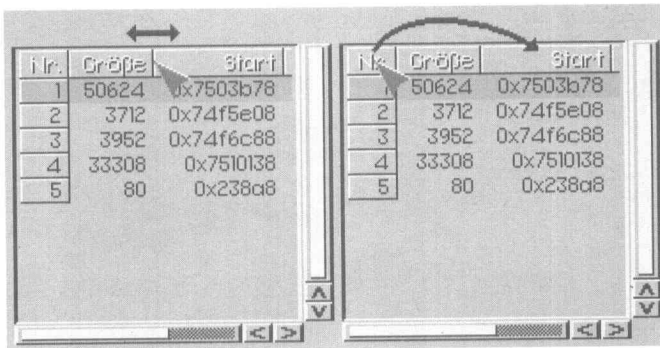 Nr. Größe Start
1 50624 0x7503b78
2 3712 0x74f5e08
3 3952 0x74f6c88
4 33308 0x7510138
5 80 0x238a8
Nr. Größe Start
1 50624 0x7503b78
2 3712 0x74f5e08
3 3952 0x74f6c88
4 33308 0x7510138
5 80 0x238a8